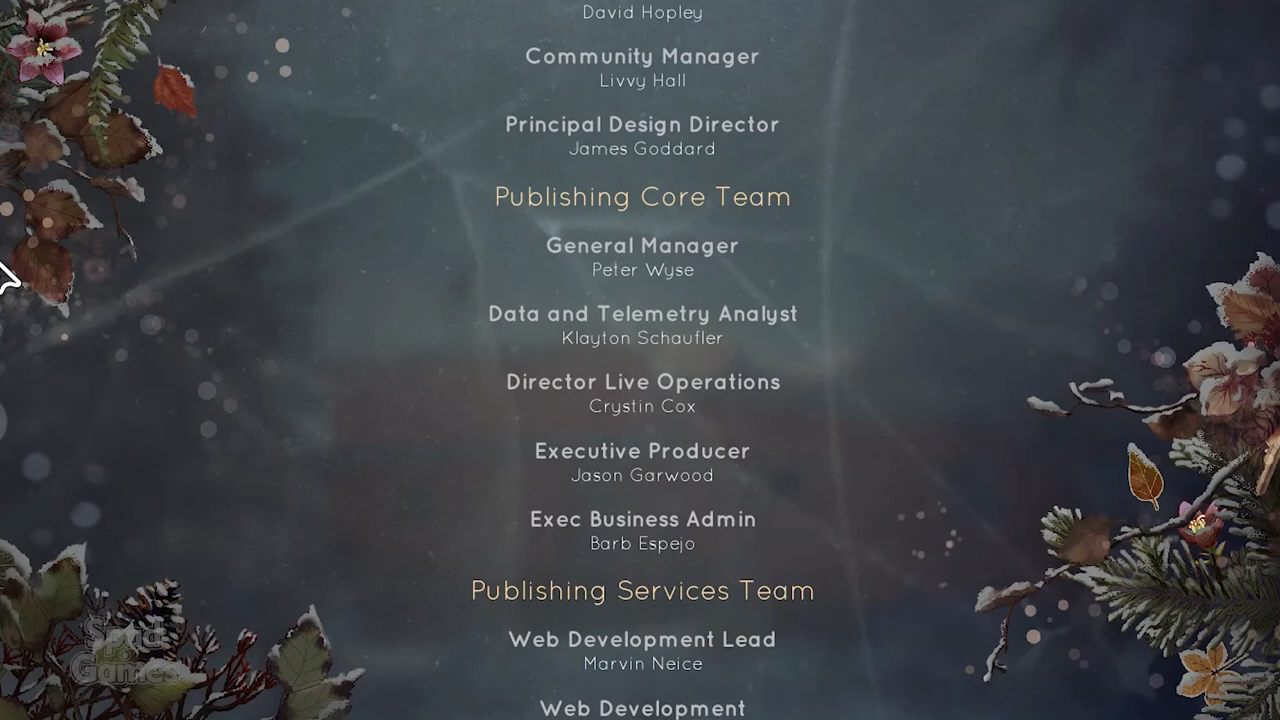 David Hopley
Community Manager
Livvy Hall
Principal Design Director
James Goddard
Publishing Core Team
General Manager
Peter Wyse
Data and Telemetry Analyst
Klayton Schaufler
Director Live Operations
Crystin Cox
Executive Producer
Jason Garwood
Exec Business Admin
Barb Espejo
Publishing Services Team
Web Development Lead
Marvin Neice
Web Development
Games